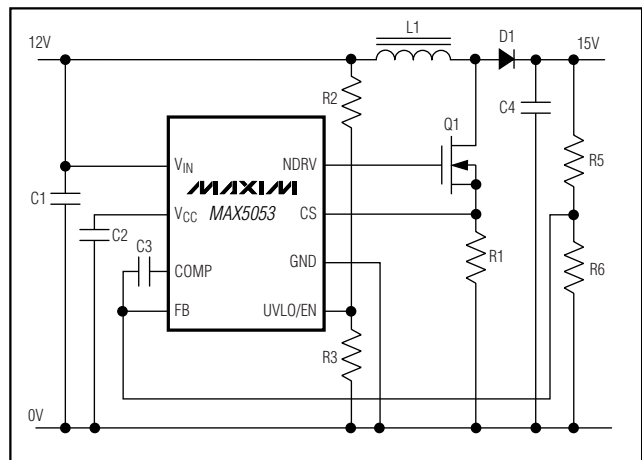 12V
L1
D1
15V
R2
C4
Q1
R5
VIN
NDRV
MAXIM
MAX5053
C1
VCC
CS
C2
C3
R1
COMP
GND
R6
FB
UVLO/EN
R3
0V